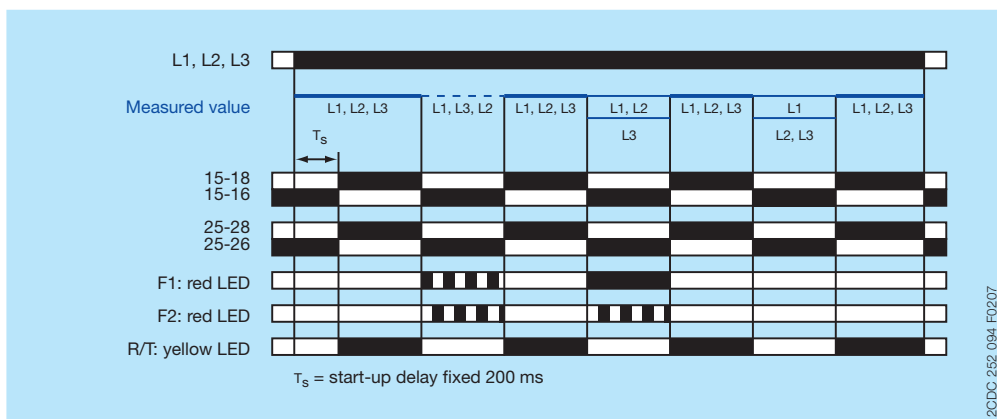 L1, L2, L3
Measured value
L1, L2, L3
L1, L3, L2
L1, L2, L3
L1, L2
L3
L1, L2, L3
L1
L2, L3
L1, L2, L3
Ts
15-18
15-16
25-28
25-26
F1: red LED
F2: red LED
R/T: yellow LED
Ts = start-up delay fixed 200 ms
2CDC 252 094 F0207